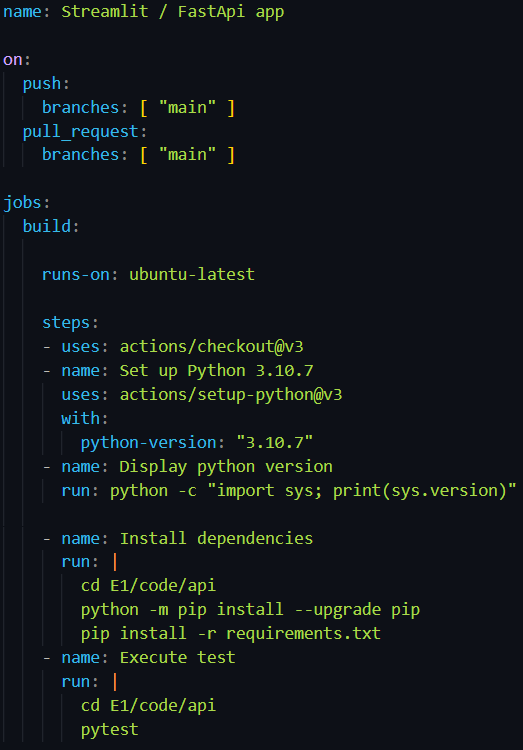 name: Streamlit / FastApi app
on:
push:
branches: [ "main" ]
pull_request:
branches: [ "main" ]
jobs:
build:
runs-on: ubuntu-latest
steps:
- uses: actions/checkout@v3
- name: Set up Python 3.10.7
uses: actions/setup-python@v3
with:
python-version: "3.10.7"
- name: Display python version
run: python -c "import sys; print(sys.version)"
- name: Install dependencies
run: |
cd E1/code/api
python -m pip install --upgrade pip
pip install -r requirements.txt
- name: Execute test
run: |
cd E1/code/api
pytest